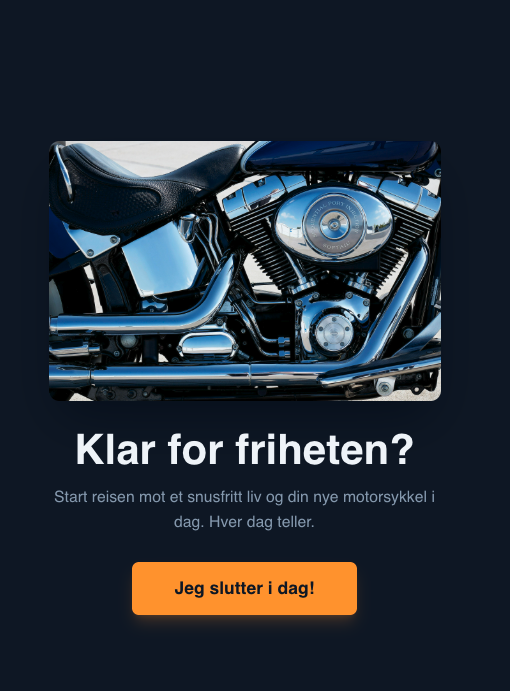 Klar for friheten?
Start reisen mot et snusfritt liv og din nye motorsykkel i
dag. Hver dag teller.
Jeg slutter i dag!